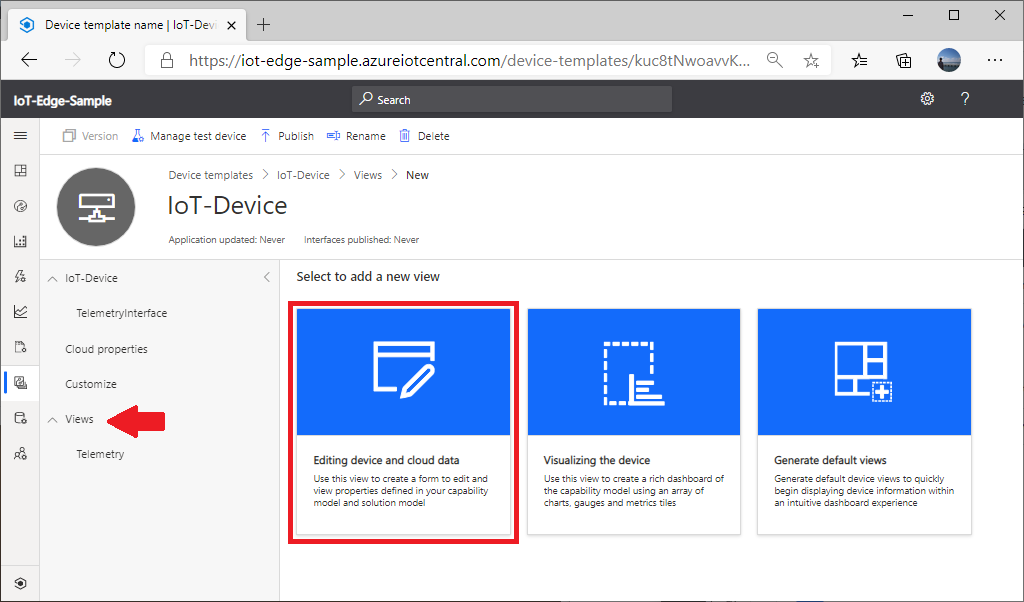 Device template name | IoT-Devi
https://iot-edge-sample.azureiotcentral.com/device-templates/kuc8tNwoavvK...
IoT-Edge-Sample
Search
?
Version
Manage test device
Publish
Rename
Delete
Device templates > IoT-Device > Views > New
IoT-Device
Application updated: Never
Interfaces published: Never
IoT-Device
TelemetryInterface
Cloud properties
Customize
Views
Telemetry
Select to add a new view
Editing device and cloud data
Use this view to create a form to edit and
view properties defined in your capability
model and solution model
Visualizing the device
Use this view to create a rich dashboard of
the capability model using an array of
charts, gauges and metrics tiles
Generate default views
Generate default device views to quickly
begin displaying device information within
an intuitive dashboard experience